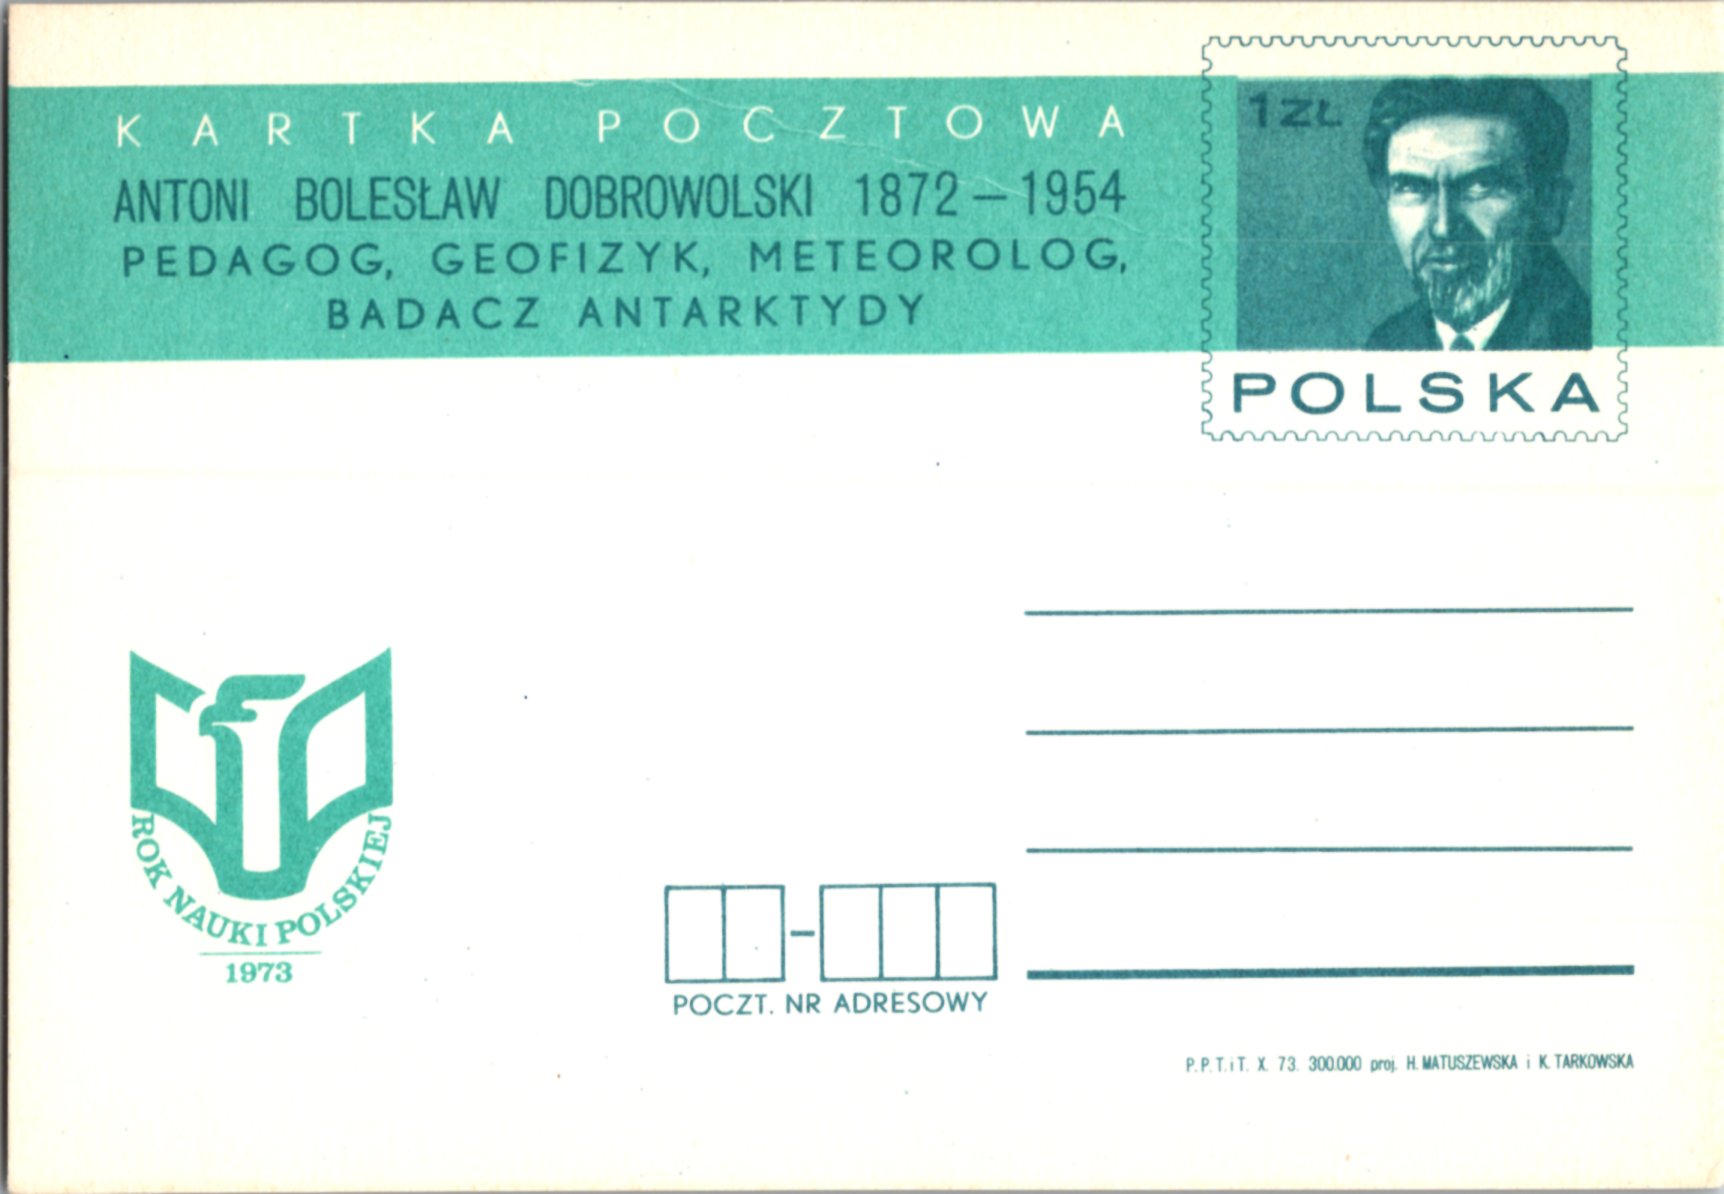 KARTKA POCZTOWA
ANTONI BOLESŁAW DOBROWOLSKI 1872 – 1954
PEDAGOG, GEOFIZYK, METEOROLOG,
BADACZ ANTARKTYDY
1 ZŁ
POLSKA
ROK NAUKI POLSKIEJ
1973
POCZT. NR ADRESOWY
P.P.T.iT. X. 73. 300.000 proj. H. MATUSZEWSKA i K. TARKOWSKA